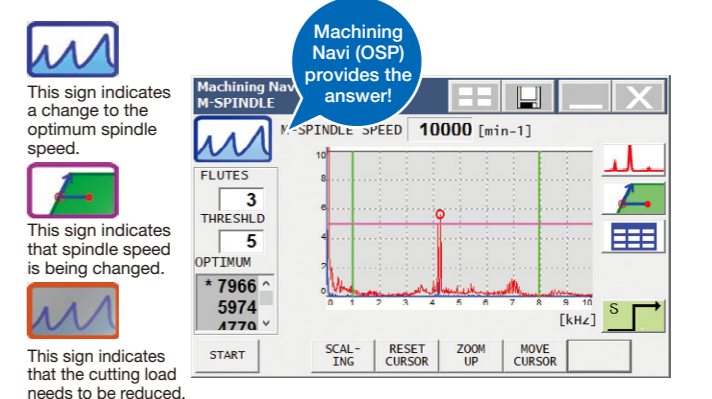 Machining
Navi (OSP)
provides the
answer!
This sign indicates
a change to the
optimum spindle
speed.
This sign indicates
that spindle speed
is being changed.
This sign indicates
that the cutting load
needs to be reduced.
Machining Nav
M-SPINDLE
M-SPINDLE SPEED 10000 [min-1]
FLUTES
3
THRESHLD
5
OPTIMUM
* 7966
5974
4779
10
8
6
4
2
0
0 1 2 3 4 5 6 7 8 9 10
[kHz]
S
START
SCAL-
ING
RESET
CURSOR
ZOOM
UP
MOVE
CURSOR